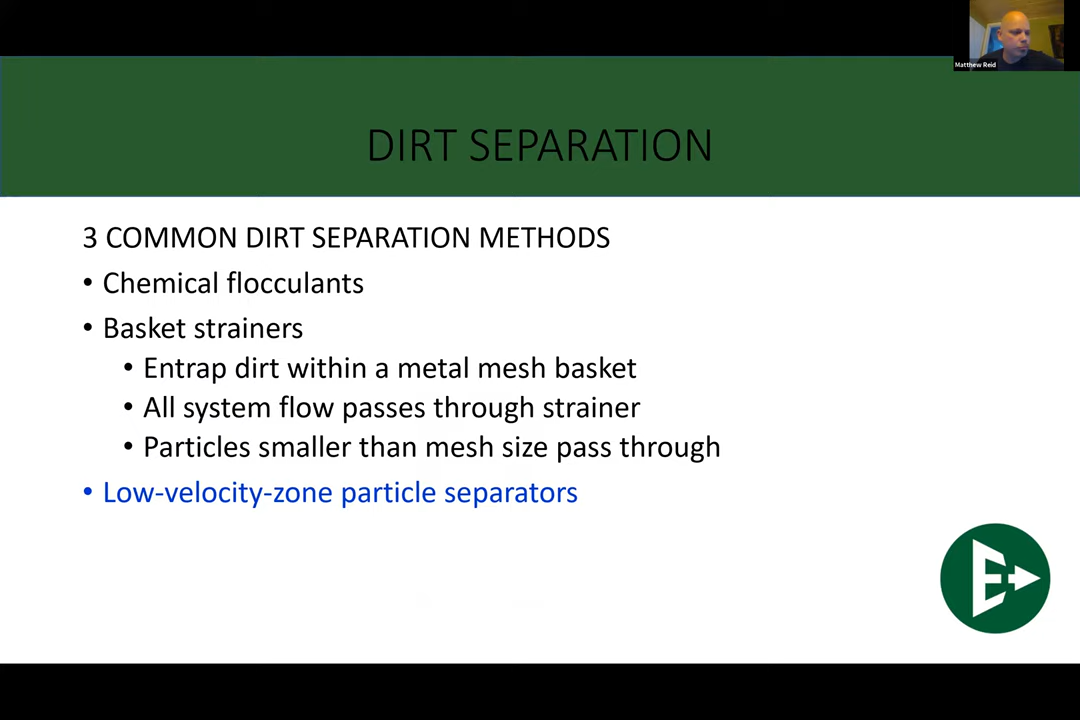 Matthew Reid
DIRT SEPARATION
3 COMMON DIRT SEPARATION METHODS
• Chemical flocculants
• Basket strainers
• Entrap dirt within a metal mesh basket
• All system flow passes through strainer
• Particles smaller than mesh size pass through
• Low-velocity-zone particle separators
E